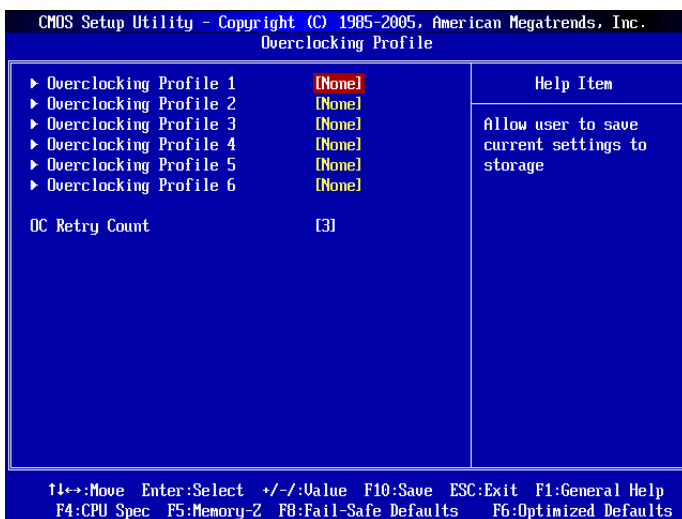 CMOS Setup Utility - Copyright (C) 1985-2005, American Megatrends, Inc.
Overclocking Profile
▶ Overclocking Profile 1 [None]
▶ Overclocking Profile 2 [None]
▶ Overclocking Profile 3 [None]
▶ Overclocking Profile 4 [None]
▶ Overclocking Profile 5 [None]
▶ Overclocking Profile 6 [None]
OC Retry Count [3]
Help Item
Allow user to save
current settings to
storage
↑↓↔:Move Enter:Select +/-/:Value F10:Save ESC:Exit F1:General Help
F4:CPU Spec F5:Memory-Z F8:Fail-Safe Defaults F6:Optimized Defaults